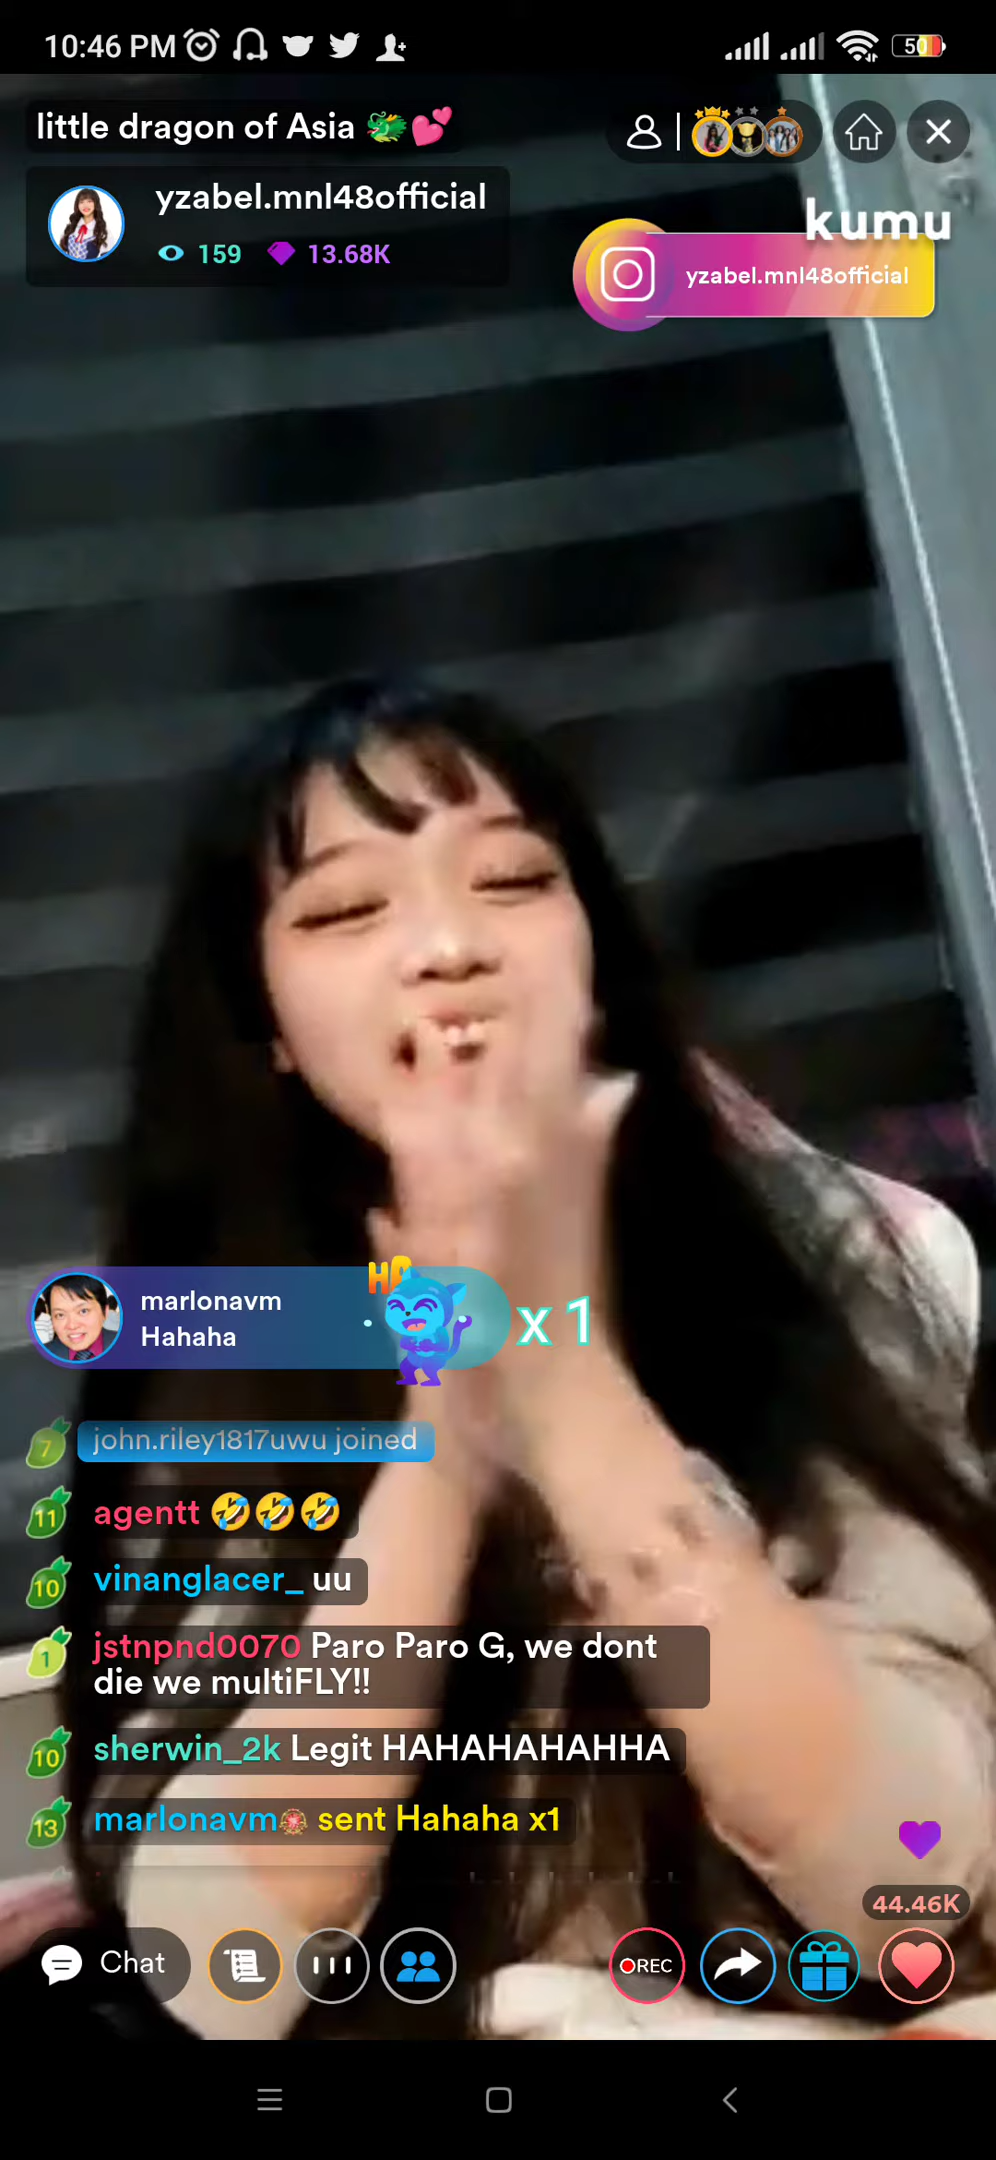 10:46 PM
50
little dragon of Asia 🐲💕
yzabel.mnl48official
159 13.68K
kumu
yzabel.mnl48official
marlonavm
Hahaha
HA
x 1
7 john.riley1817uwu joined
11 agentt 🤣🤣🤣
10 vinanglacer_ uu
1 jstnpnd0070 Paro Paro G, we dont
die we multiFLY!!
10 sherwin_2k Legit HAHAHAHAHHA
13 marlonavm sent Hahaha x1
44.46K
Chat
REC